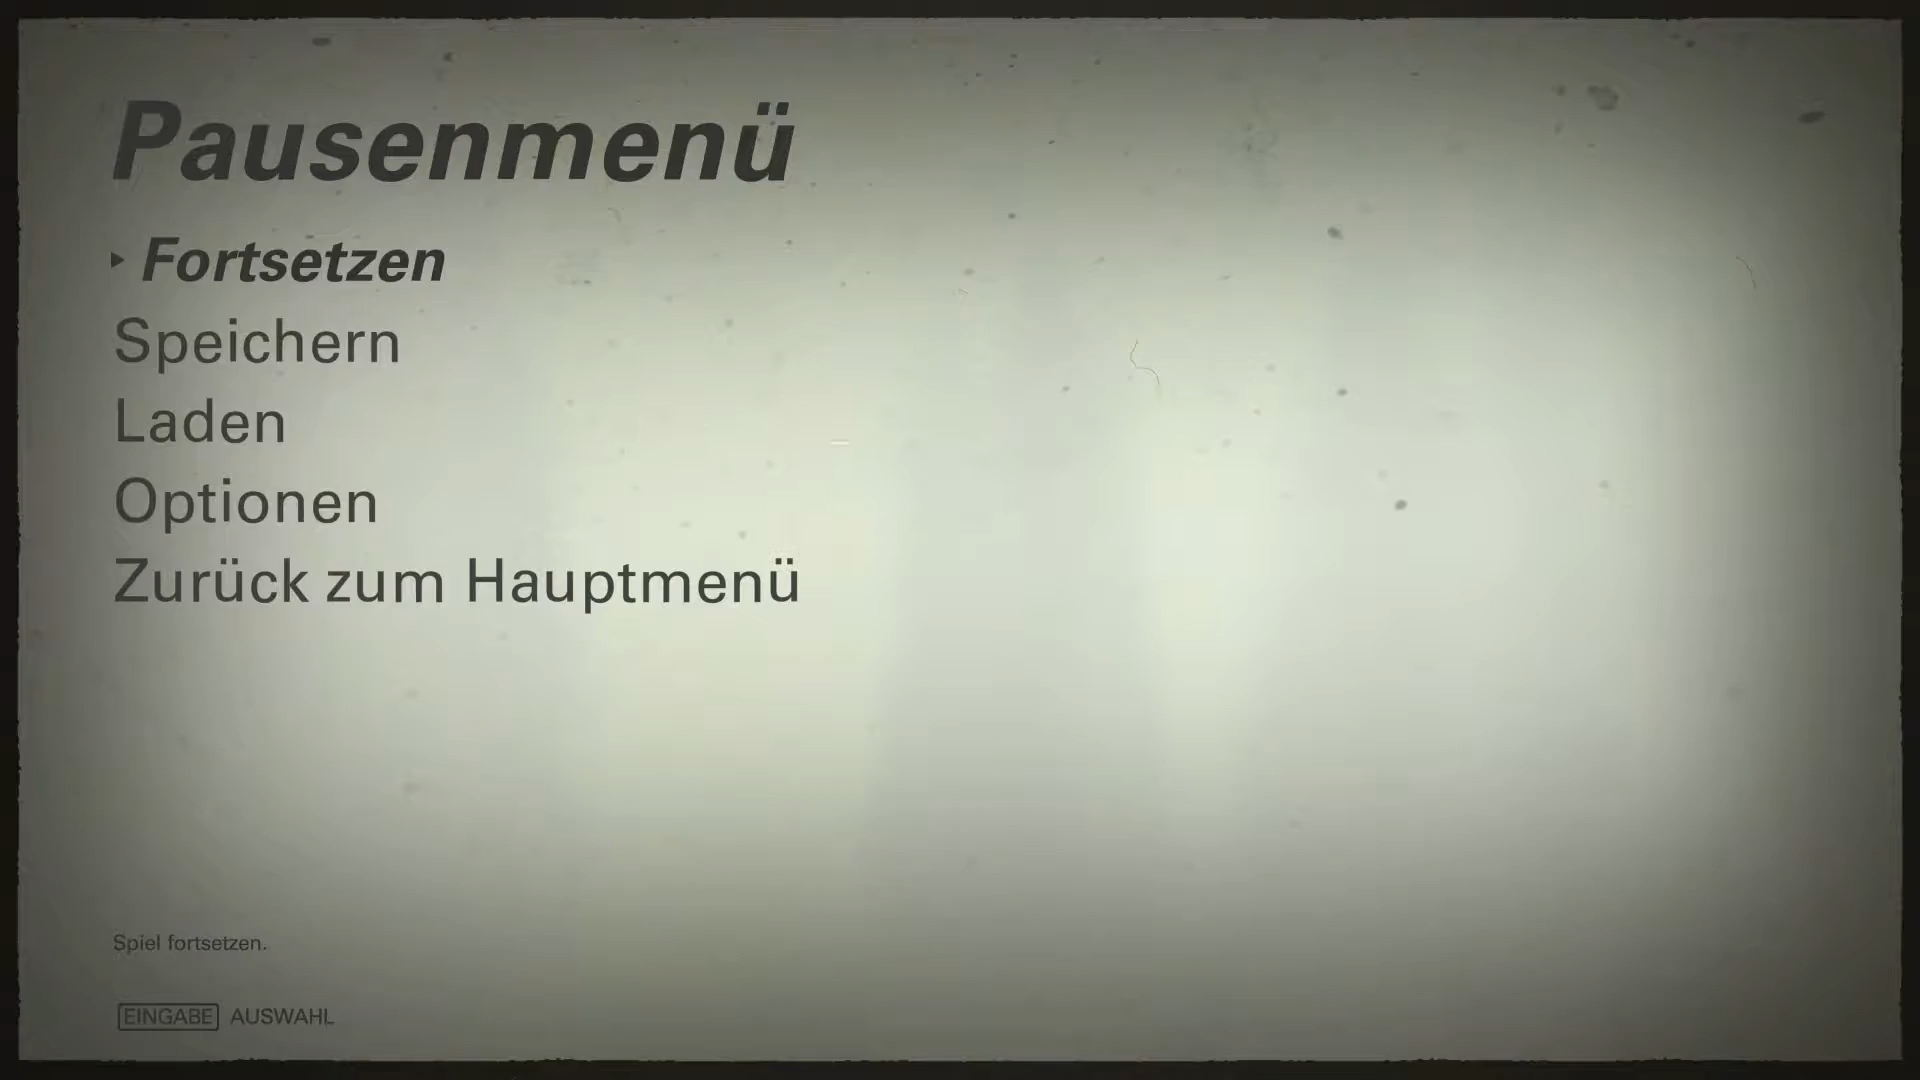 Pausenmenü
Fortsetzen
Speichern
Laden
Optionen
Zurück zum Hauptmenü
Spiel fortsetzen.
EINGABE AUSWAHL